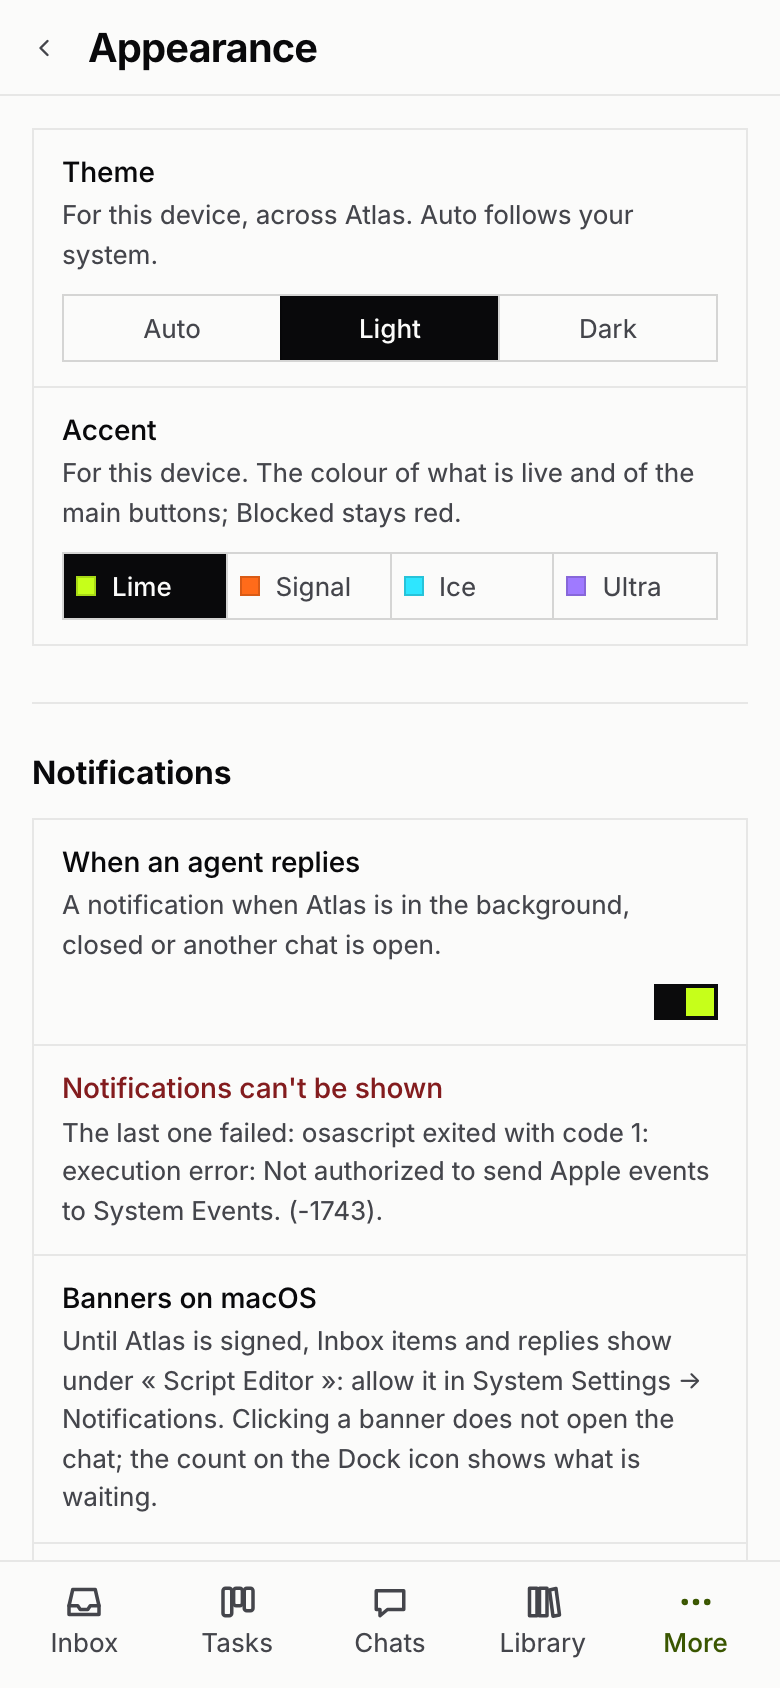 Appearance
Theme
For this device, across Atlas. Auto follows your
system.
Auto Light Dark
Accent
For this device. The colour of what is live and of the
main buttons; Blocked stays red.
Lime Signal Ice Ultra
Notifications
When an agent replies
A notification when Atlas is in the background,
closed or another chat is open.
Notifications can't be shown
The last one failed: osascript exited with code 1:
execution error: Not authorized to send Apple events
to System Events. (-1743).
Banners on macOS
Until Atlas is signed, Inbox items and replies show
under « Script Editor »: allow it in System Settings →
Notifications. Clicking a banner does not open the
chat; the count on the Dock icon shows what is
waiting.
Inbox Tasks Chats Library More